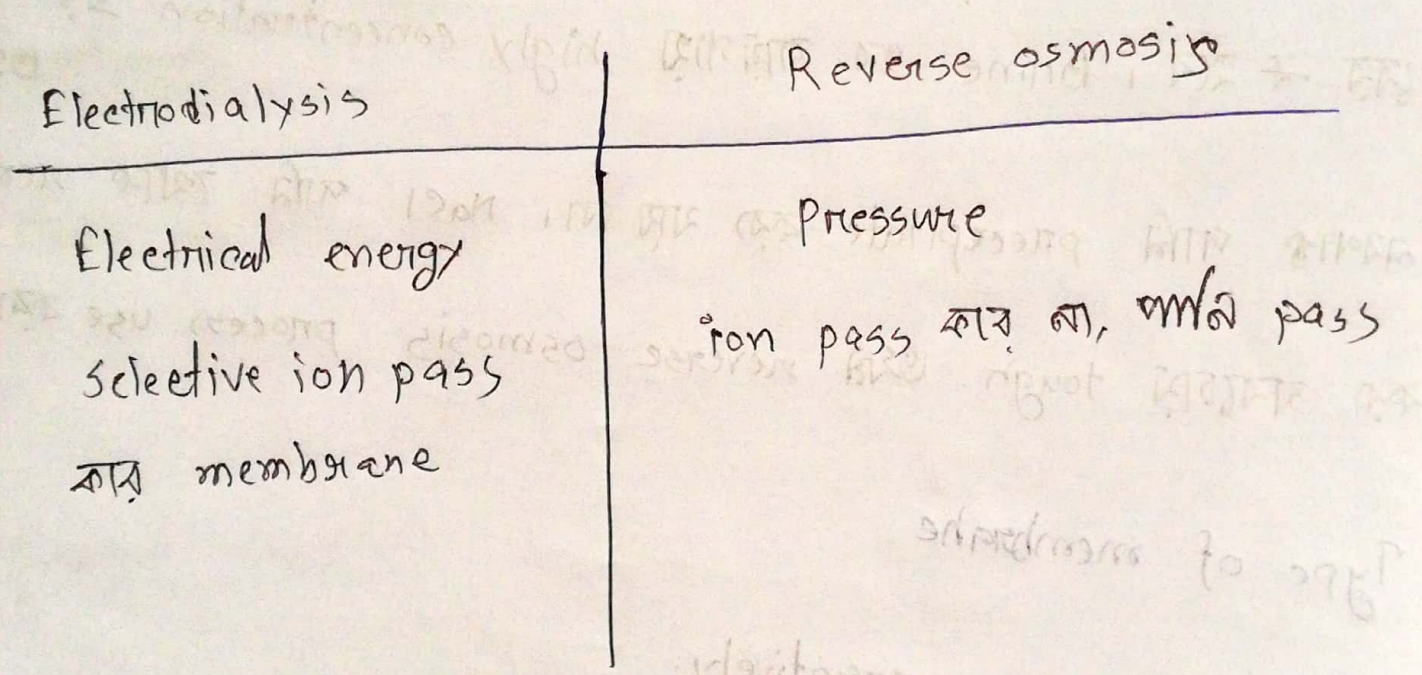 Electrodialysis
Electrical energy
selective ion pass
করে membrane
Reverse osmosis
pressure
ion pass করে না, পানি pass